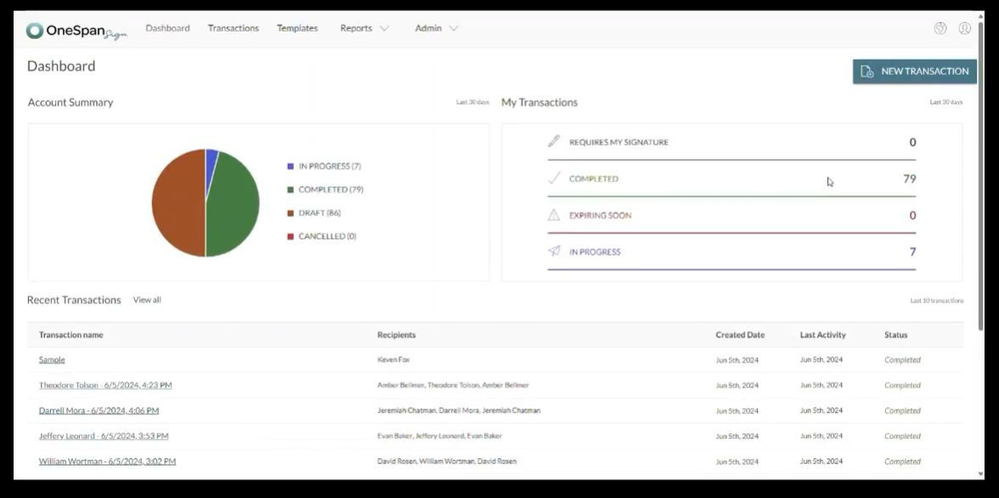 OneSpan Sign Dashboard Transactions Templates Reports Admin
Dashboard
NEW TRANSACTION
Account Summary Last 30 days
My Transactions Last 30 days
IN PROGRESS (7)
COMPLETED (79)
DRAFT (86)
CANCELLED (0)
REQUIRES MY SIGNATURE 0
COMPLETED 79
EXPIRING SOON 0
IN PROGRESS 7
Recent Transactions View all Last 10 transactions
Transaction name Recipients Created Date Last Activity Status
Sample Keven Fox Jun 5th, 2024 Jun 5th, 2024 Completed
Theodore Tolson - 6/5/2024, 4:23 PM Amber Bellmer, Theodore Tolson, Amber Bellmer Jun 5th, 2024 Jun 5th, 2024 Completed
Darrell Mora - 6/5/2024, 4:06 PM Jeremiah Chatman, Darrell Mora, Jeremiah Chatman Jun 5th, 2024 Jun 5th, 2024 Completed
Jeffery Leonard - 6/5/2024, 3:53 PM Evan Baker, Jeffery Leonard, Evan Baker Jun 5th, 2024 Jun 5th, 2024 Completed
William Wortman - 6/5/2024, 3:02 PM David Rosen, William Wortman, David Rosen Jun 5th, 2024 Jun 5th, 2024 Completed